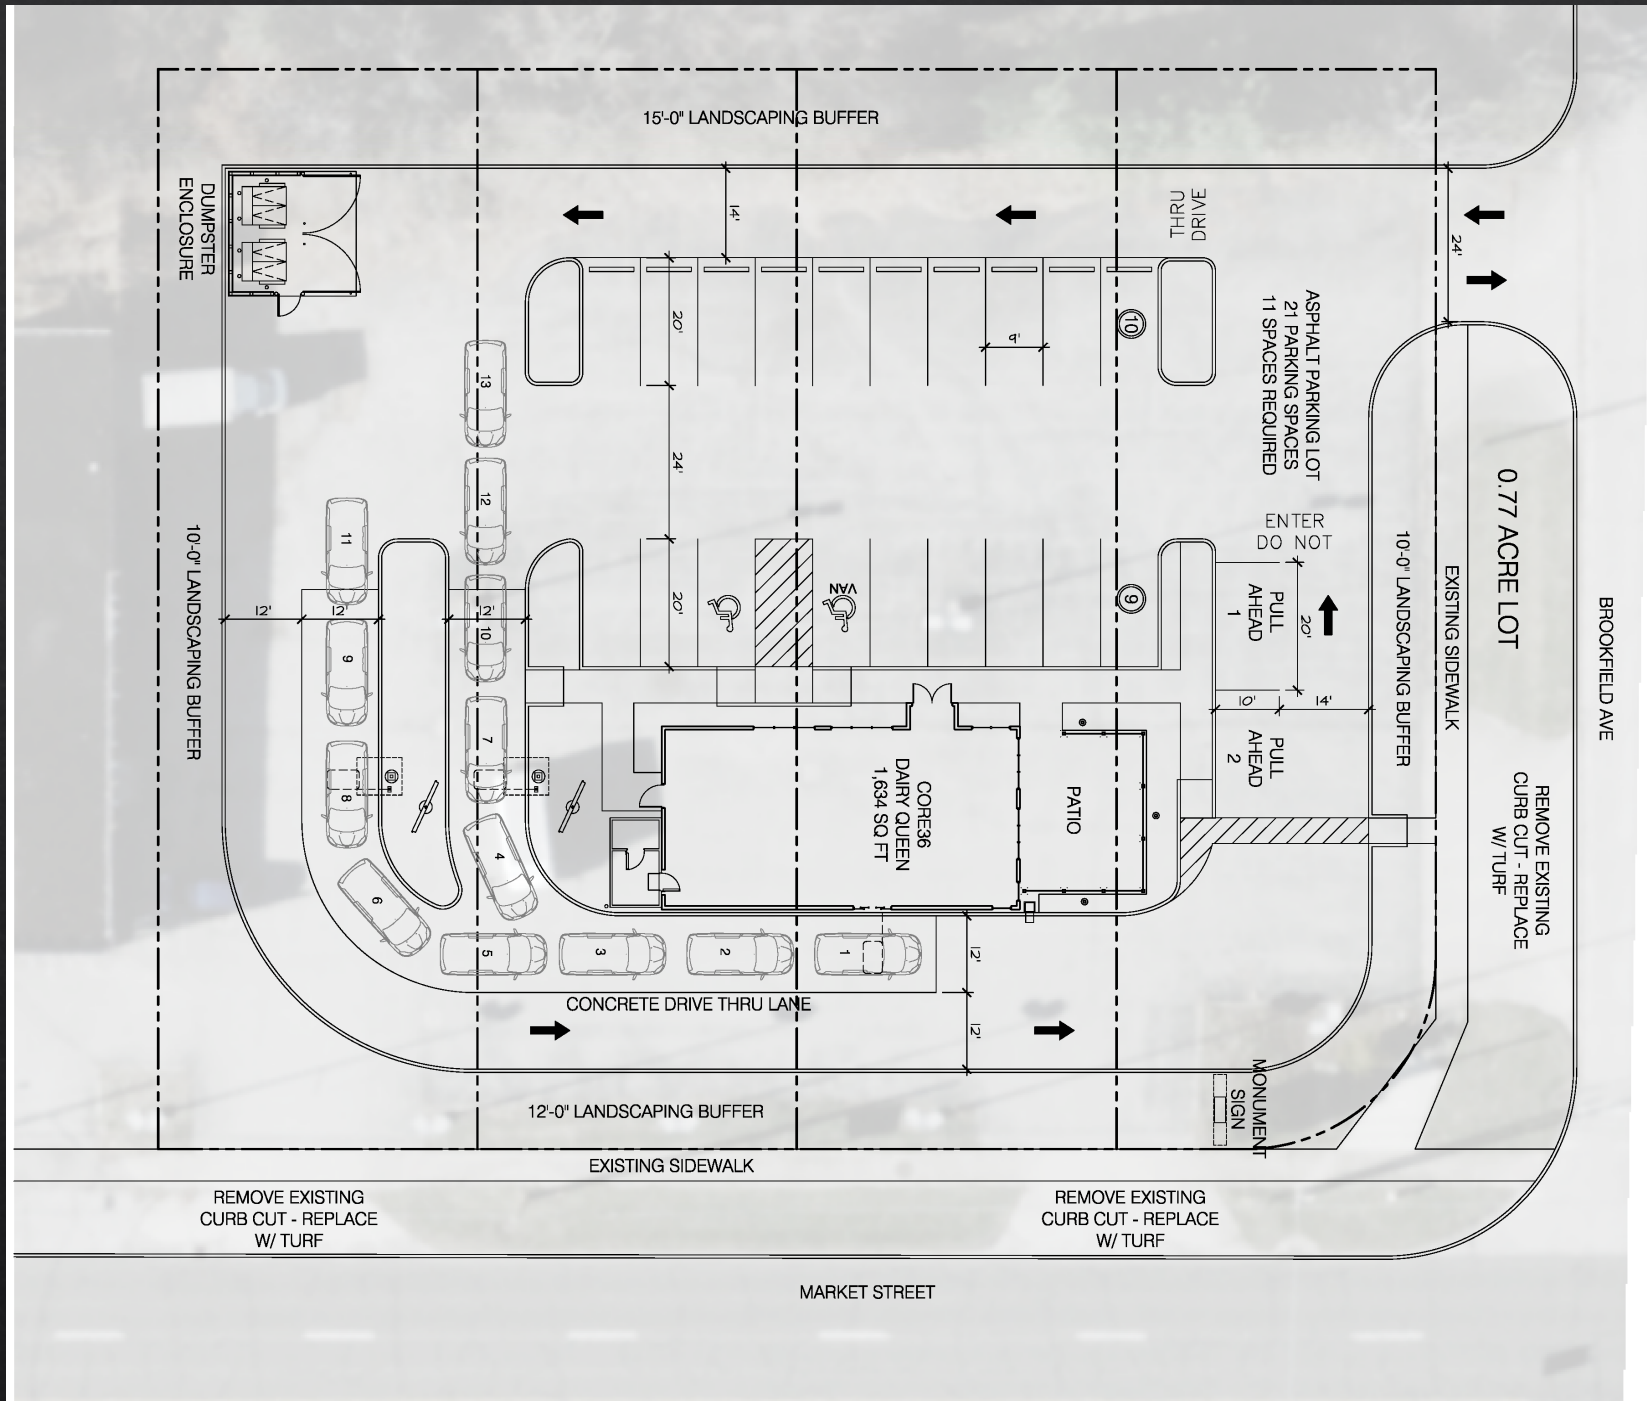 15'-0" LANDSCAPING BUFFER
DUMPSTER
ENCLOSURE
14'
DRIVE
THRU
24'
20'
9'
10
ASPHALT PARKING LOT
21 PARKING SPACES
11 SPACES REQUIRED
0.77 ACRE LOT
13
24'
12
11
ENTER
DO NOT
10'-0" LANDSCAPING BUFFER
10'-0" LANDSCAPING BUFFER
EXISTING SIDEWALK
BROOKFIELD AVE
12'
12'
12'
10
20'
VAN
9
PULL
AHEAD
1
20'
9
10'
14'
7
PULL
AHEAD
2
8
CORE36
DAIRY QUEEN
1,634 SQ FT
PATIO
REMOVE EXISTING
CURB CUT - REPLACE
W/ TURF
4
6
5
3
2
1
12'
CONCRETE DRIVE THRU LANE
12'
MONUMENT
SIGN
12'-0" LANDSCAPING BUFFER
EXISTING SIDEWALK
REMOVE EXISTING
CURB CUT - REPLACE
W/ TURF
REMOVE EXISTING
CURB CUT - REPLACE
W/ TURF
MARKET STREET